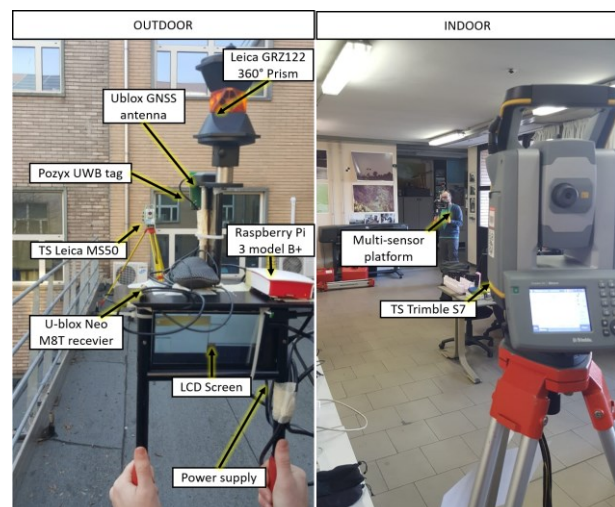 OUTDOOR
Leica GRZ122
360° Prism
Ublox GNSS
antenna
Pozyx UWB tag
TS Leica MS50
Raspberry Pi
3 model B+
U-blox Neo
M8T recevier
LCD Screen
Power supply
INDOOR
Multi-sensor
platform
TS Trimble S7